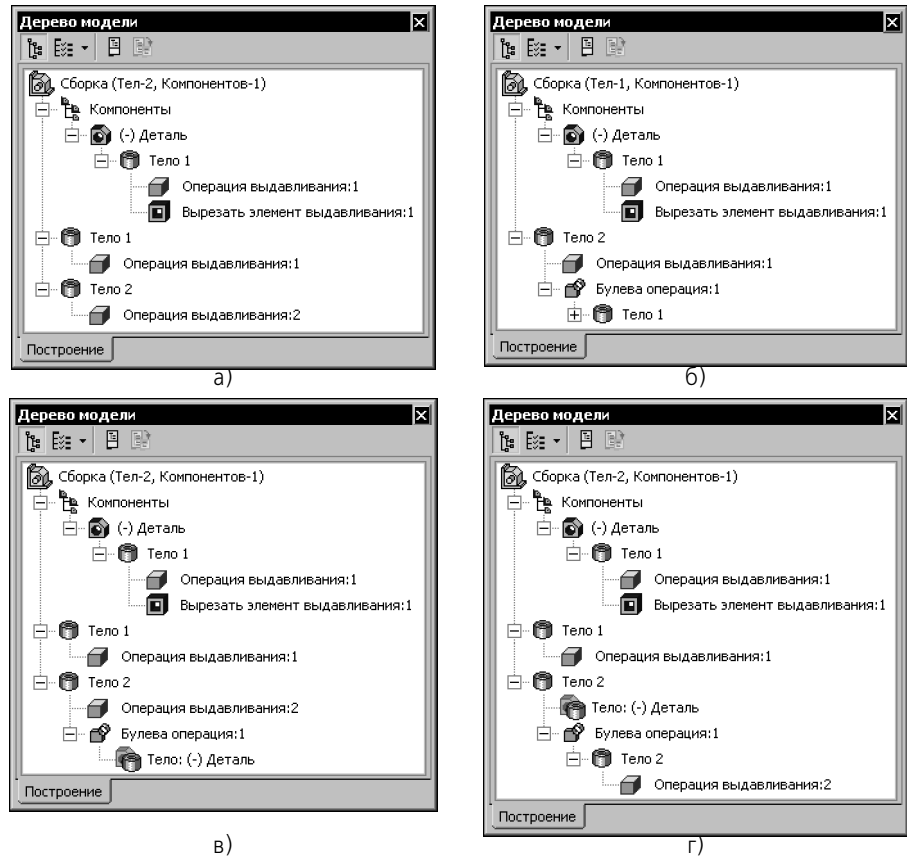 Дерево модели
Сборка (Тел-2, Компонентов-1)
Компоненты
(-) Деталь
Тело 1
Операция выдавливания:1
Вырезать элемент выдавливания:1
Тело 1
Операция выдавливания:1
Тело 2
Операция выдавливания:2
Построение
а)
Дерево модели
Сборка (Тел-1, Компонентов-1)
Компоненты
(-) Деталь
Тело 1
Операция выдавливания:1
Вырезать элемент выдавливания:1
Тело 2
Операция выдавливания:1
Булева операция:1
Тело 1
Построение
б)
Дерево модели
Сборка (Тел-2, Компонентов-1)
Компоненты
(-) Деталь
Тело 1
Операция выдавливания:1
Вырезать элемент выдавливания:1
Тело 1
Операция выдавливания:1
Тело 2
Операция выдавливания:2
Булева операция:1
Тело: (-) Деталь
Построение
в)
Дерево модели
Сборка (Тел-2, Компонентов-1)
Компоненты
(-) Деталь
Тело 1
Операция выдавливания:1
Вырезать элемент выдавливания:1
Тело 1
Операция выдавливания:1
Тело 2
Тело: (-) Деталь
Булева операция:1
Тело 2
Операция выдавливания:2
Построение
г)